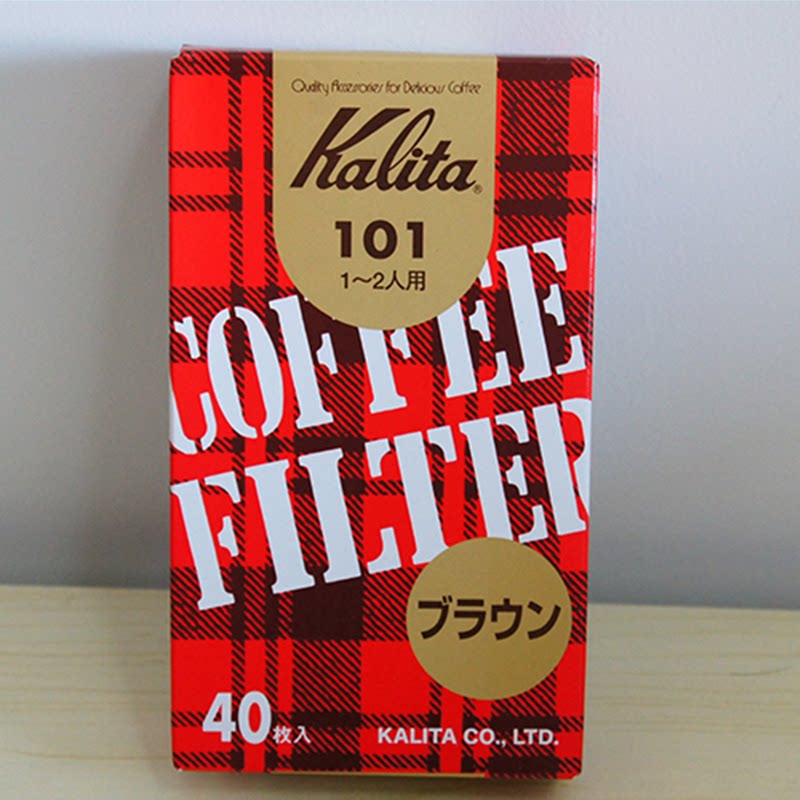 Quality Accessories for Delicious Coffee
Kalita®
101
1～2人用
COFFEE
FILTER
ブラウン
40枚入
KALITA CO., LTD.